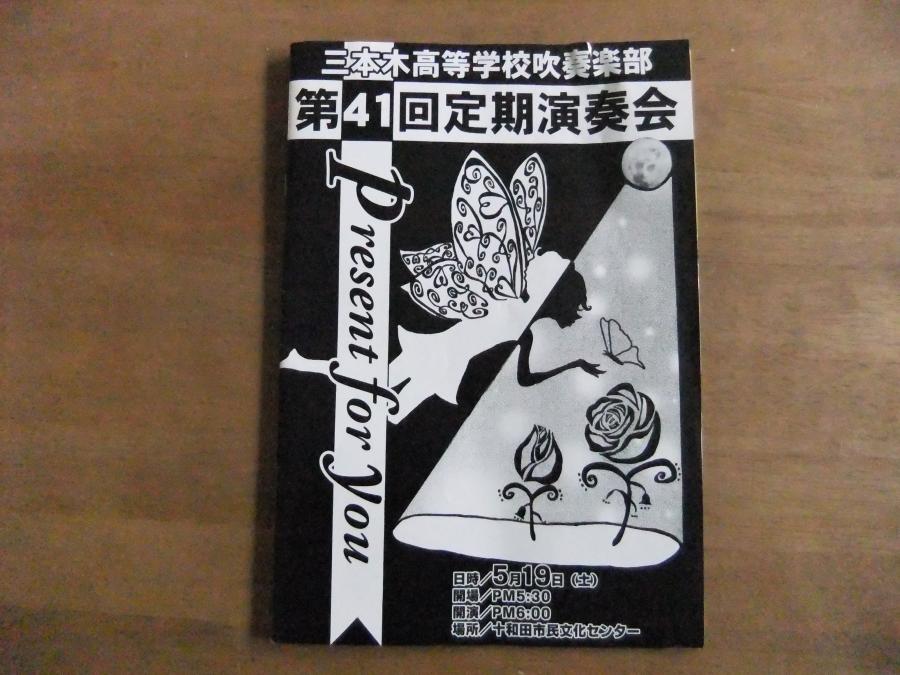 三本木高等学校吹奏楽部
第41回定期演奏会
Present for you
日時/5月19日（土）
開場/PM5:30
開演/PM6:00
場所/十和田市民文化センター